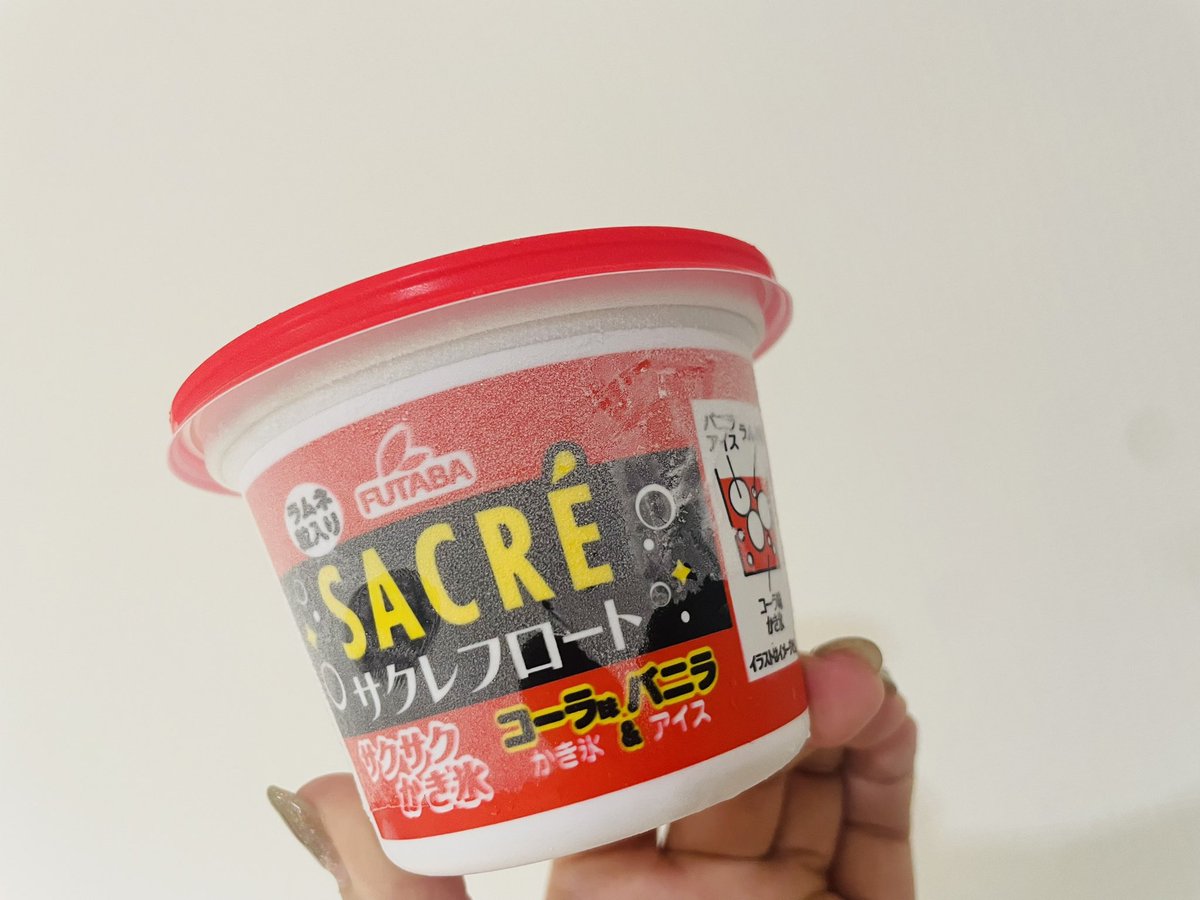 ラムネ
粒入り
FUTABA
SACRÉ
サクレフロート
サクサク
かき氷
コーラ味
かき氷
&
バニラ
アイス
バニラ
アイス
コーラ味
かき氷